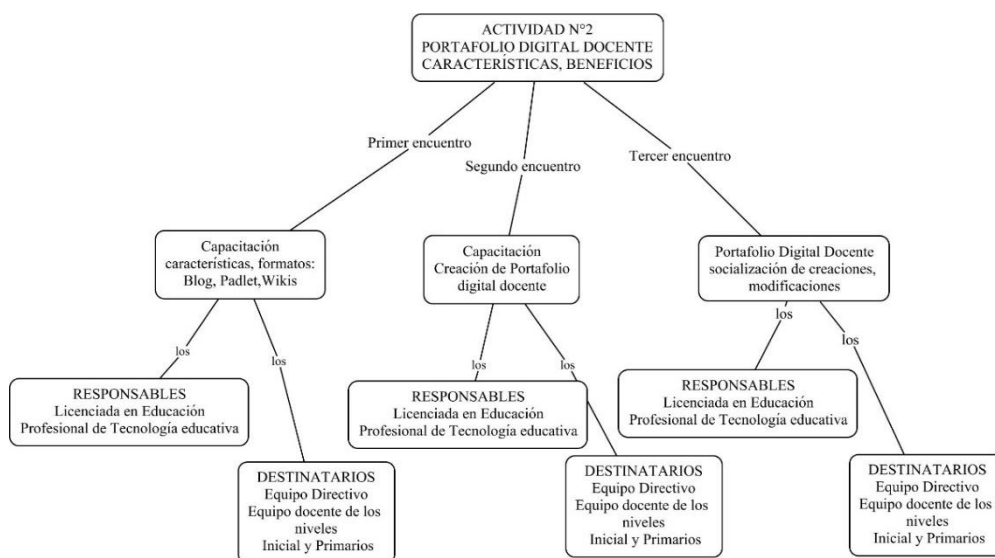 ACTIVIDAD N°2
PORTAFOLIO DIGITAL DOCENTE
CARACTERÍSTICAS, BENEFICIOS
Primer encuentro
Segundo encuentro
Tercer encuentro
Capacitación
características, formatos:
Blog, Padlet,Wikis
Capacitación
Creación de Portafolio
digital docente
Portafolio Digital Docente
socialización de creaciones,
modificaciones
los
los
los
los
los
los
RESPONSABLES
Licenciada en Educación
Profesional de Tecnología educativa
RESPONSABLES
Licenciada en Educación
Profesional de Tecnología educativa
RESPONSABLES
Licenciada en Educación
Profesional de Tecnología educativa
DESTINATARIOS
Equipo Directivo
Equipo docente de los
niveles
Inicial y Primarios
DESTINATARIOS
Equipo Directivo
Equipo docente de los
niveles
Inicial y Primarios
DESTINATARIOS
Equipo Directivo
Equipo docente de los
niveles
Inicial y Primarios